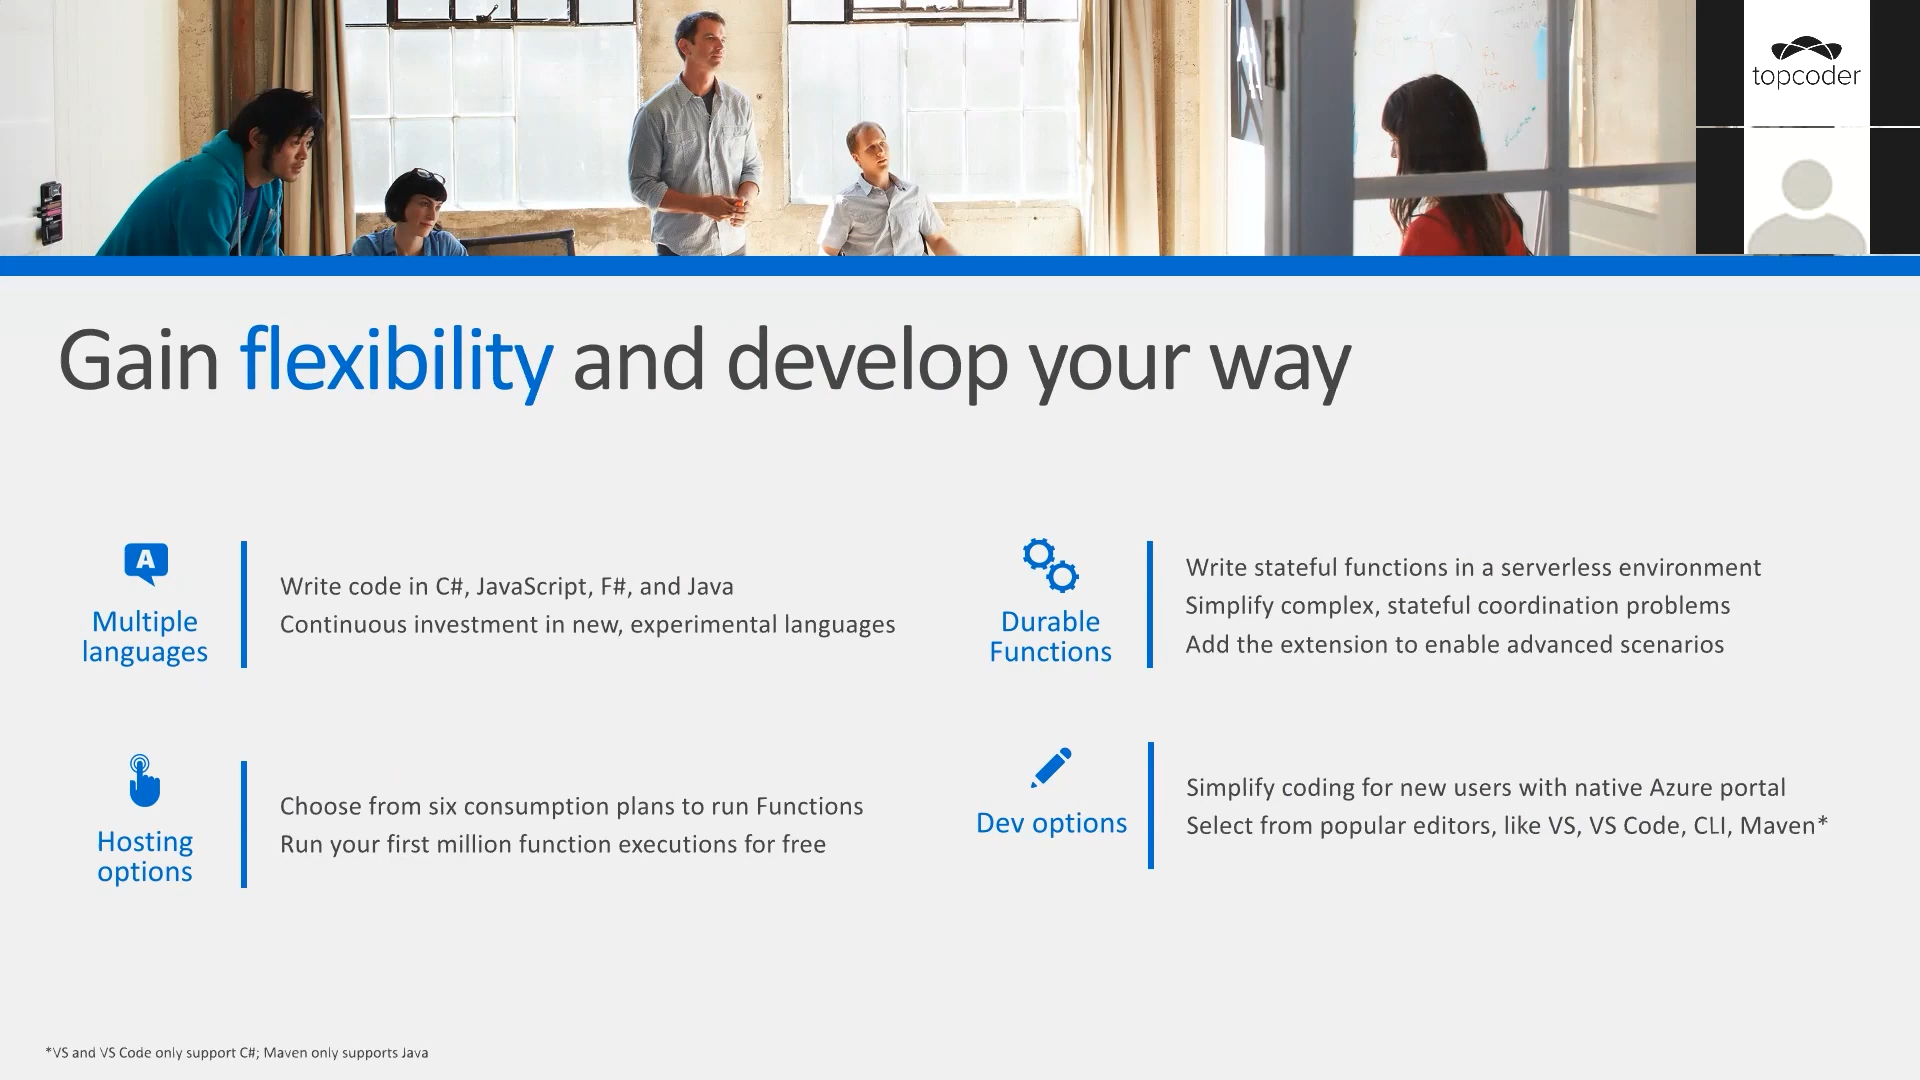 topcoder
Gain flexibility and develop your way
A
Multiple
languages
Write code in C#, JavaScript, F#, and Java
Continuous investment in new, experimental languages
Durable
Functions
Write stateful functions in a serverless environment
Simplify complex, stateful coordination problems
Add the extension to enable advanced scenarios
Hosting
options
Choose from six consumption plans to run Functions
Run your first million function executions for free
Dev options
Simplify coding for new users with native Azure portal
Select from popular editors, like VS, VS Code, CLI, Maven*
*VS and VS Code only support C#; Maven only supports Java